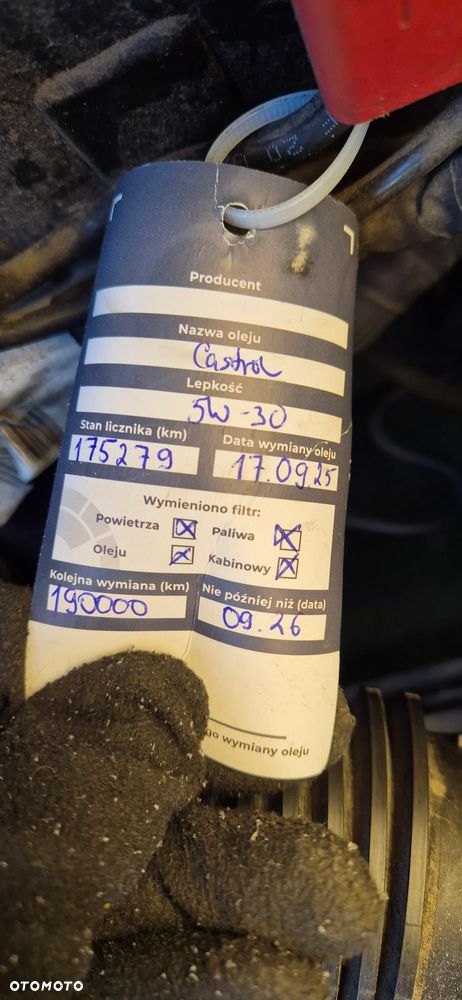 Producent
Nazwa oleju
Castrol
Lepkość
5W-30
Stan licznika (km) Data wymiany oleju
175279 17.09.25
Wymieniono filtr:
Powietrza Paliwa
Oleju Kabinowy
Kolejna wymiana (km) Nie później niż (data)
190000 09.26
go wymiany oleju
OTOMOTO